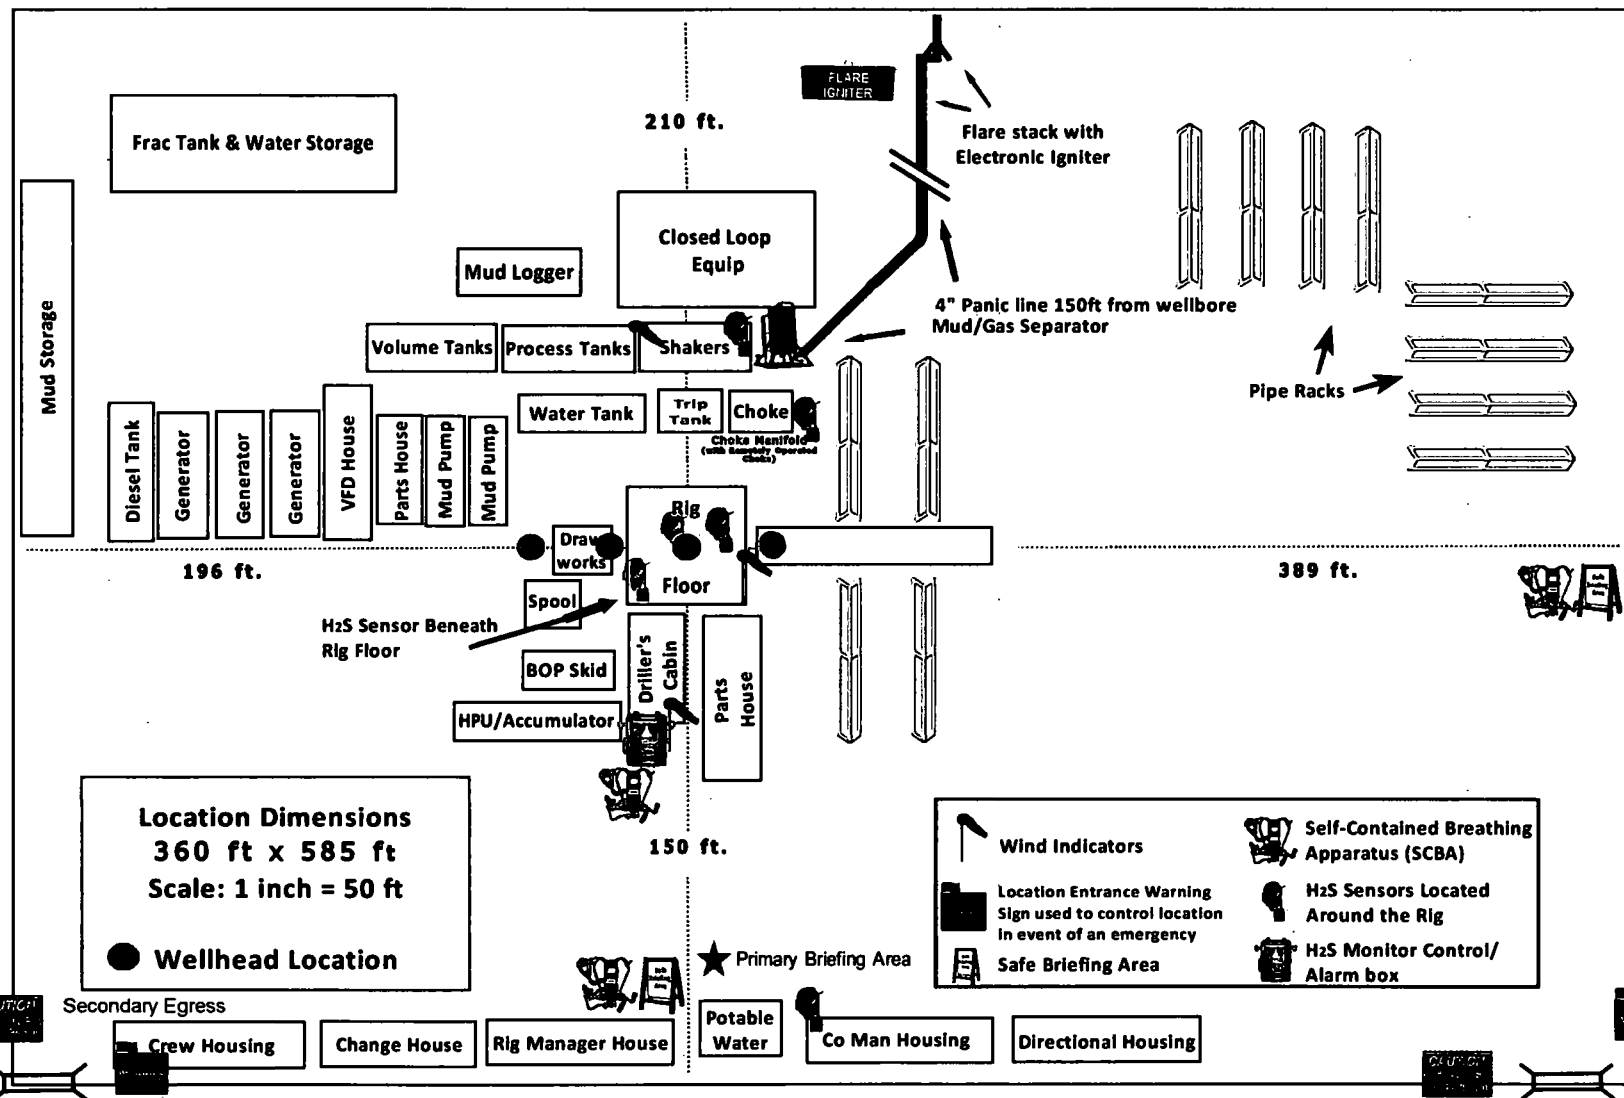 FLARE
IGNITER
210 ft.
Flare stack with
Electronic Igniter
Frac Tank & Water Storage
Closed Loop
Equip
Mud Logger
4" Panic line 150ft from wellbore
Mud/Gas Separator
Mud Storage
Volume Tanks
Process Tanks
Shakers
Pipe Racks
Water Tank
Trip
Tank
Choke
Choke Manifold
(with Remotely Operated
Choke)
Diesel Tank
Generator
Generator
Generator
VFD House
Parts House
Mud Pump
Mud Pump
Rig
Floor
Draw
works
196 ft.
389 ft.
Spool
H2S Sensor Beneath
Rig Floor
BOP Skid
Driller's
Cabin
Parts
House
HPU/Accumulator
Location Dimensions
360 ft x 585 ft
Scale: 1 inch = 50 ft
Wellhead Location
150 ft.
Wind Indicators
Location Entrance Warning
Sign used to control location
in event of an emergency
Safe Briefing Area
Self-Contained Breathing
Apparatus (SCBA)
H2S Sensors Located
Around the Rig
H2S Monitor Control/
Alarm box
Primary Briefing Area
Secondary Egress
Crew Housing
Change House
Rig Manager House
Potable
Water
Co Man Housing
Directional Housing